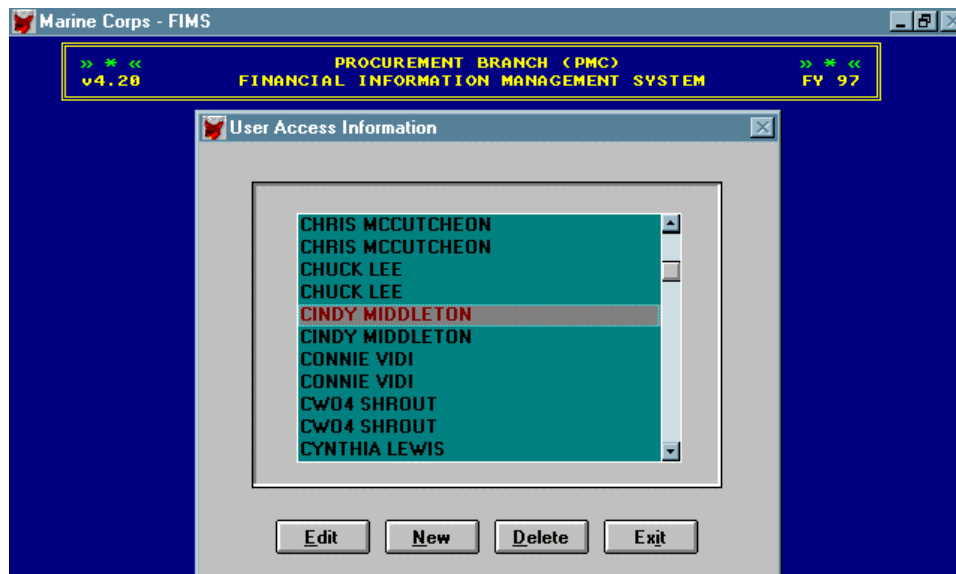 Marine Corps - FIMS
» * « PROCUREMENT BRANCH (PMC) » * «
v4.20 FINANCIAL INFORMATION MANAGEMENT SYSTEM FY 97
User Access Information
CHRIS MCCUTCHEON
CHRIS MCCUTCHEON
CHUCK LEE
CHUCK LEE
CINDY MIDDLETON
CINDY MIDDLETON
CONNIE VIDI
CONNIE VIDI
CWO4 SHROUT
CWO4 SHROUT
CYNTHIA LEWIS
Edit New Delete Exit